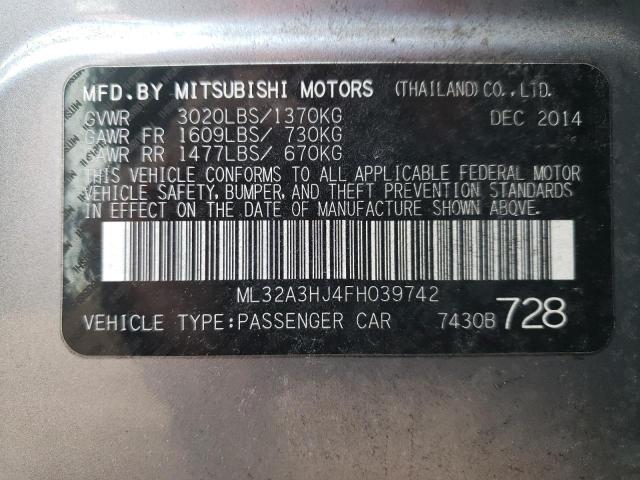 MFD.BY MITSUBISHI MOTORS (THAILAND) CO., LTD.
GVWR 3020LBS/1370KG DEC 2014
GAWR FR 1609LBS/ 730KG
GAWR RR 1477LBS/ 670KG
THIS VEHICLE CONFORMS TO ALL APPLICABLE FEDERAL MOTOR
VEHICLE SAFETY, BUMPER, AND THEFT PREVENTION STANDARDS
IN EFFECT ON THE DATE OF MANUFACTURE SHOWN ABOVE.
ML32A3HJ4FH039742
VEHICLE TYPE:PASSENGER CAR 7430B 728